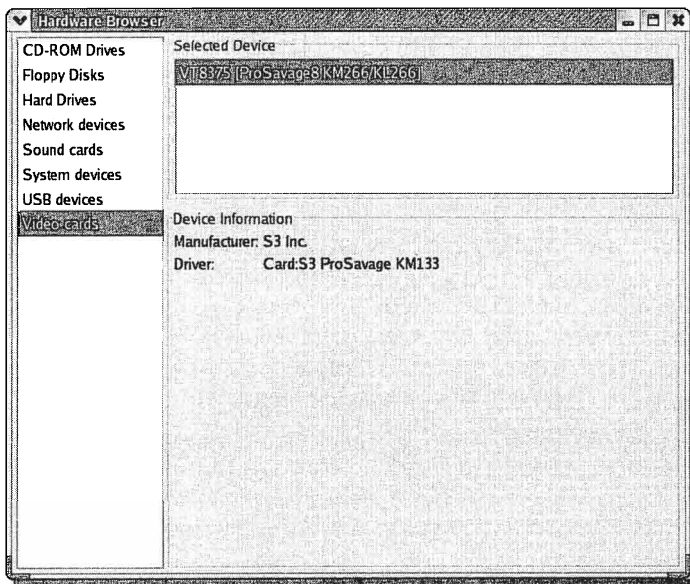 Hardware Browser
CD-ROM Drives
Floppy Disks
Hard Drives
Network devices
Sound cards
System devices
USB devices
Video cards
Selected Device
VT8375 [ProSavage8 KM266/KL266]
Device Information
Manufacturer: S3 Inc.
Driver: Card:S3 ProSavage KM133